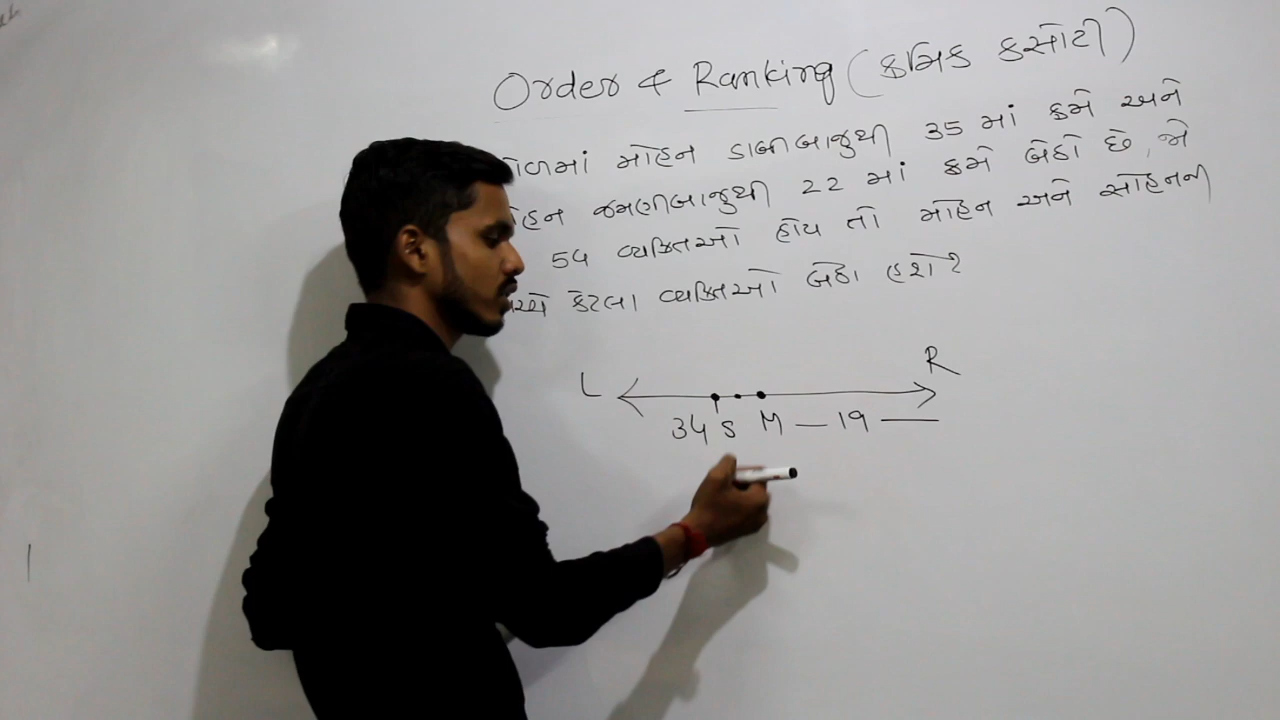 Order & Ranking (ક્રમિક કસોટી)
મોહન ડાબીબાજુથી 35 માં ક્રમે અને
જમણીબાજુથી 22 માં ક્રમે બેઠો છે, જો
54 વ્યક્તિઓ હોય તો મોહન અને સોહનની
કેટલા વ્યક્તિઓ બેઠા હશે?
L R
34 S M — 19 —